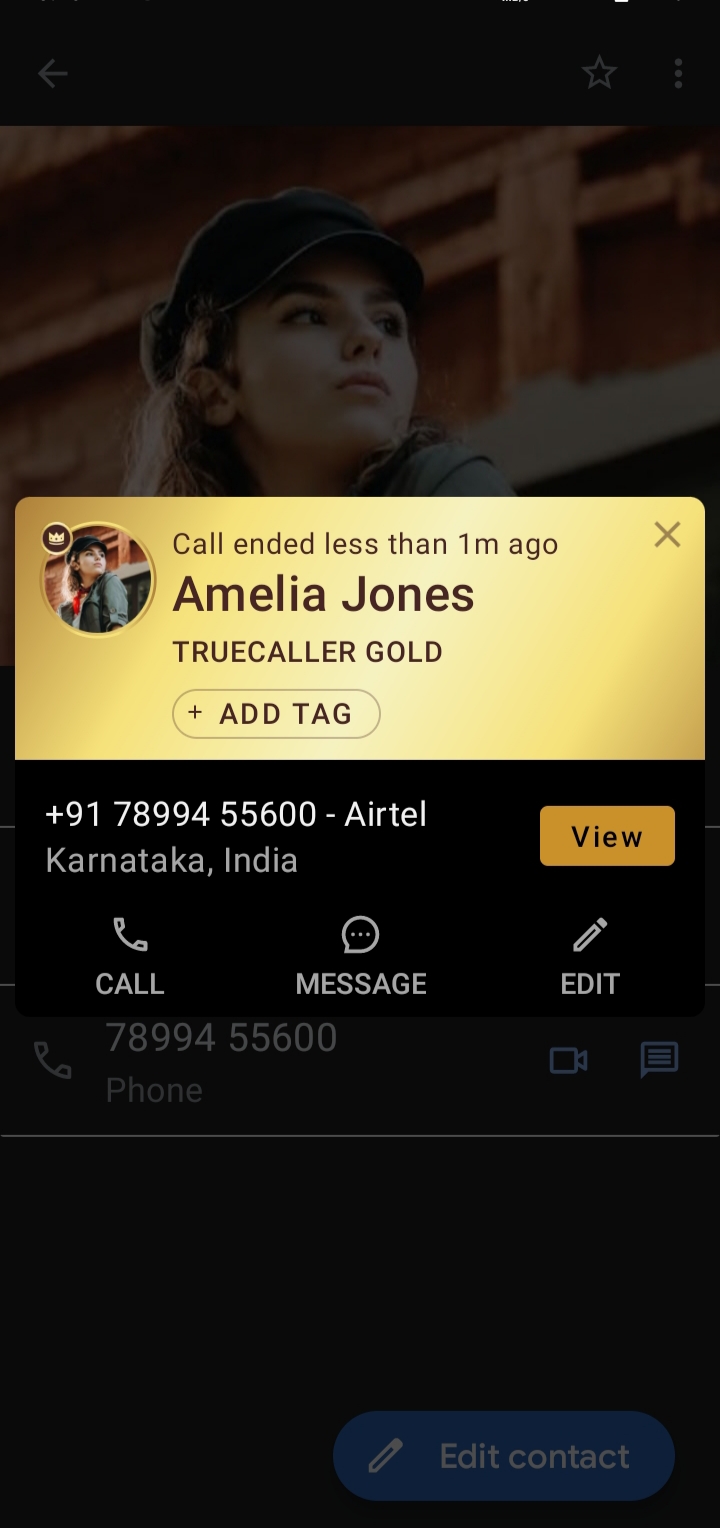 Call ended less than 1m ago
Amelia Jones
TRUECALLER GOLD
+ ADD TAG
+91 78994 55600 - Airtel
View
Karnataka, India
CALL
MESSAGE
EDIT
78994 55600
Phone
Edit contact